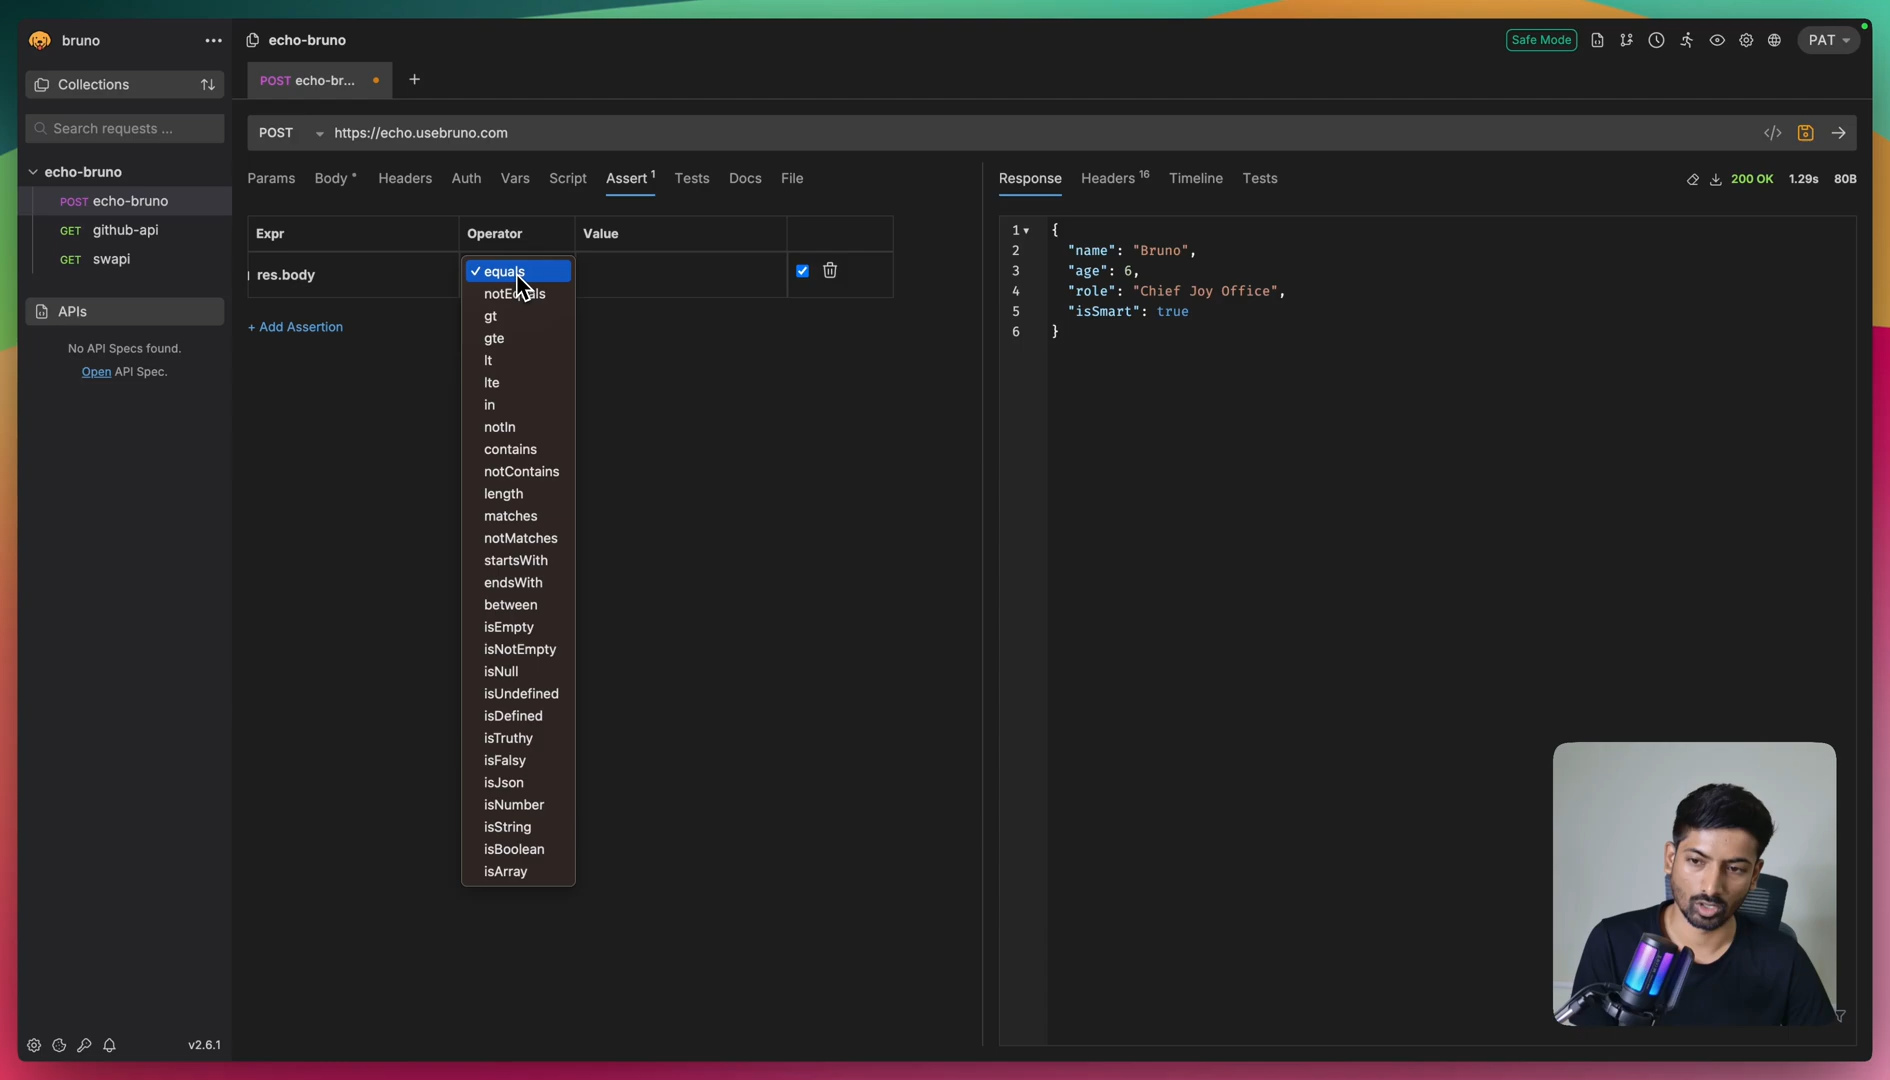 bruno
echo-bruno
Safe Mode
PAT
Collections
POST echo-br...
Search requests ...
POST
https://echo.usebruno.com
echo-bruno
POST echo-bruno
GET github-api
GET swapi
APIs
No API Specs found.
Open API Spec.
Params Body Headers Auth Vars Script Assert 1 Tests Docs File
Expr Operator Value
res.body
+ Add Assertion
✓ equals
notEquals
gt
gte
lt
lte
in
notIn
contains
notContains
length
matches
notMatches
startsWith
endsWith
between
isEmpty
isNotEmpty
isNull
isUndefined
isDefined
isTruthy
isFalsy
isJson
isNumber
isString
isBoolean
isArray
Response Headers 16 Timeline Tests
200 OK 1.29s 80B
1 {
2 "name": "Bruno",
3 "age": 6,
4 "role": "Chief Joy Office",
5 "isSmart": true
6 }
v2.6.1